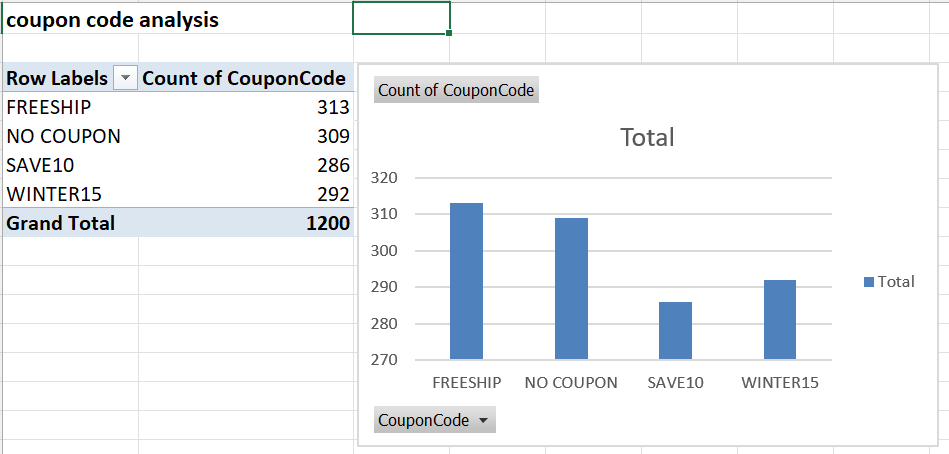 coupon code analysis
Row Labels Count of CouponCode
FREESHIP 313
NO COUPON 309
SAVE10 286
WINTER15 292
Grand Total 1200
Count of CouponCode
Total
320
310
300
290
280
270
FREESHIP NO COUPON SAVE10 WINTER15
Total
CouponCode